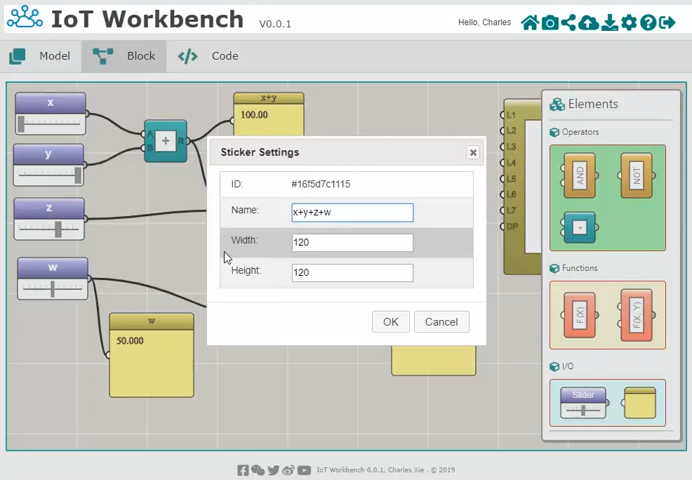 IoT Workbench V0.0.1
Hello, Charles
Model
Block
Code
x
x+y
100.00
A
B
+
R
y
z
w
w
50.000
Sticker Settings
ID: #16f5d7c1115
Name: x+y+z+w
Width: 120
Height: 120
OK
Cancel
L1
L2
L3
L4
L5
L6
L7
DP
Elements
Operators
AND
NOT
+
Functions
F(X)
F(X, Y)
I/O
Slider
IoT Workbench 0.0.1, Charles Xie . © 2019